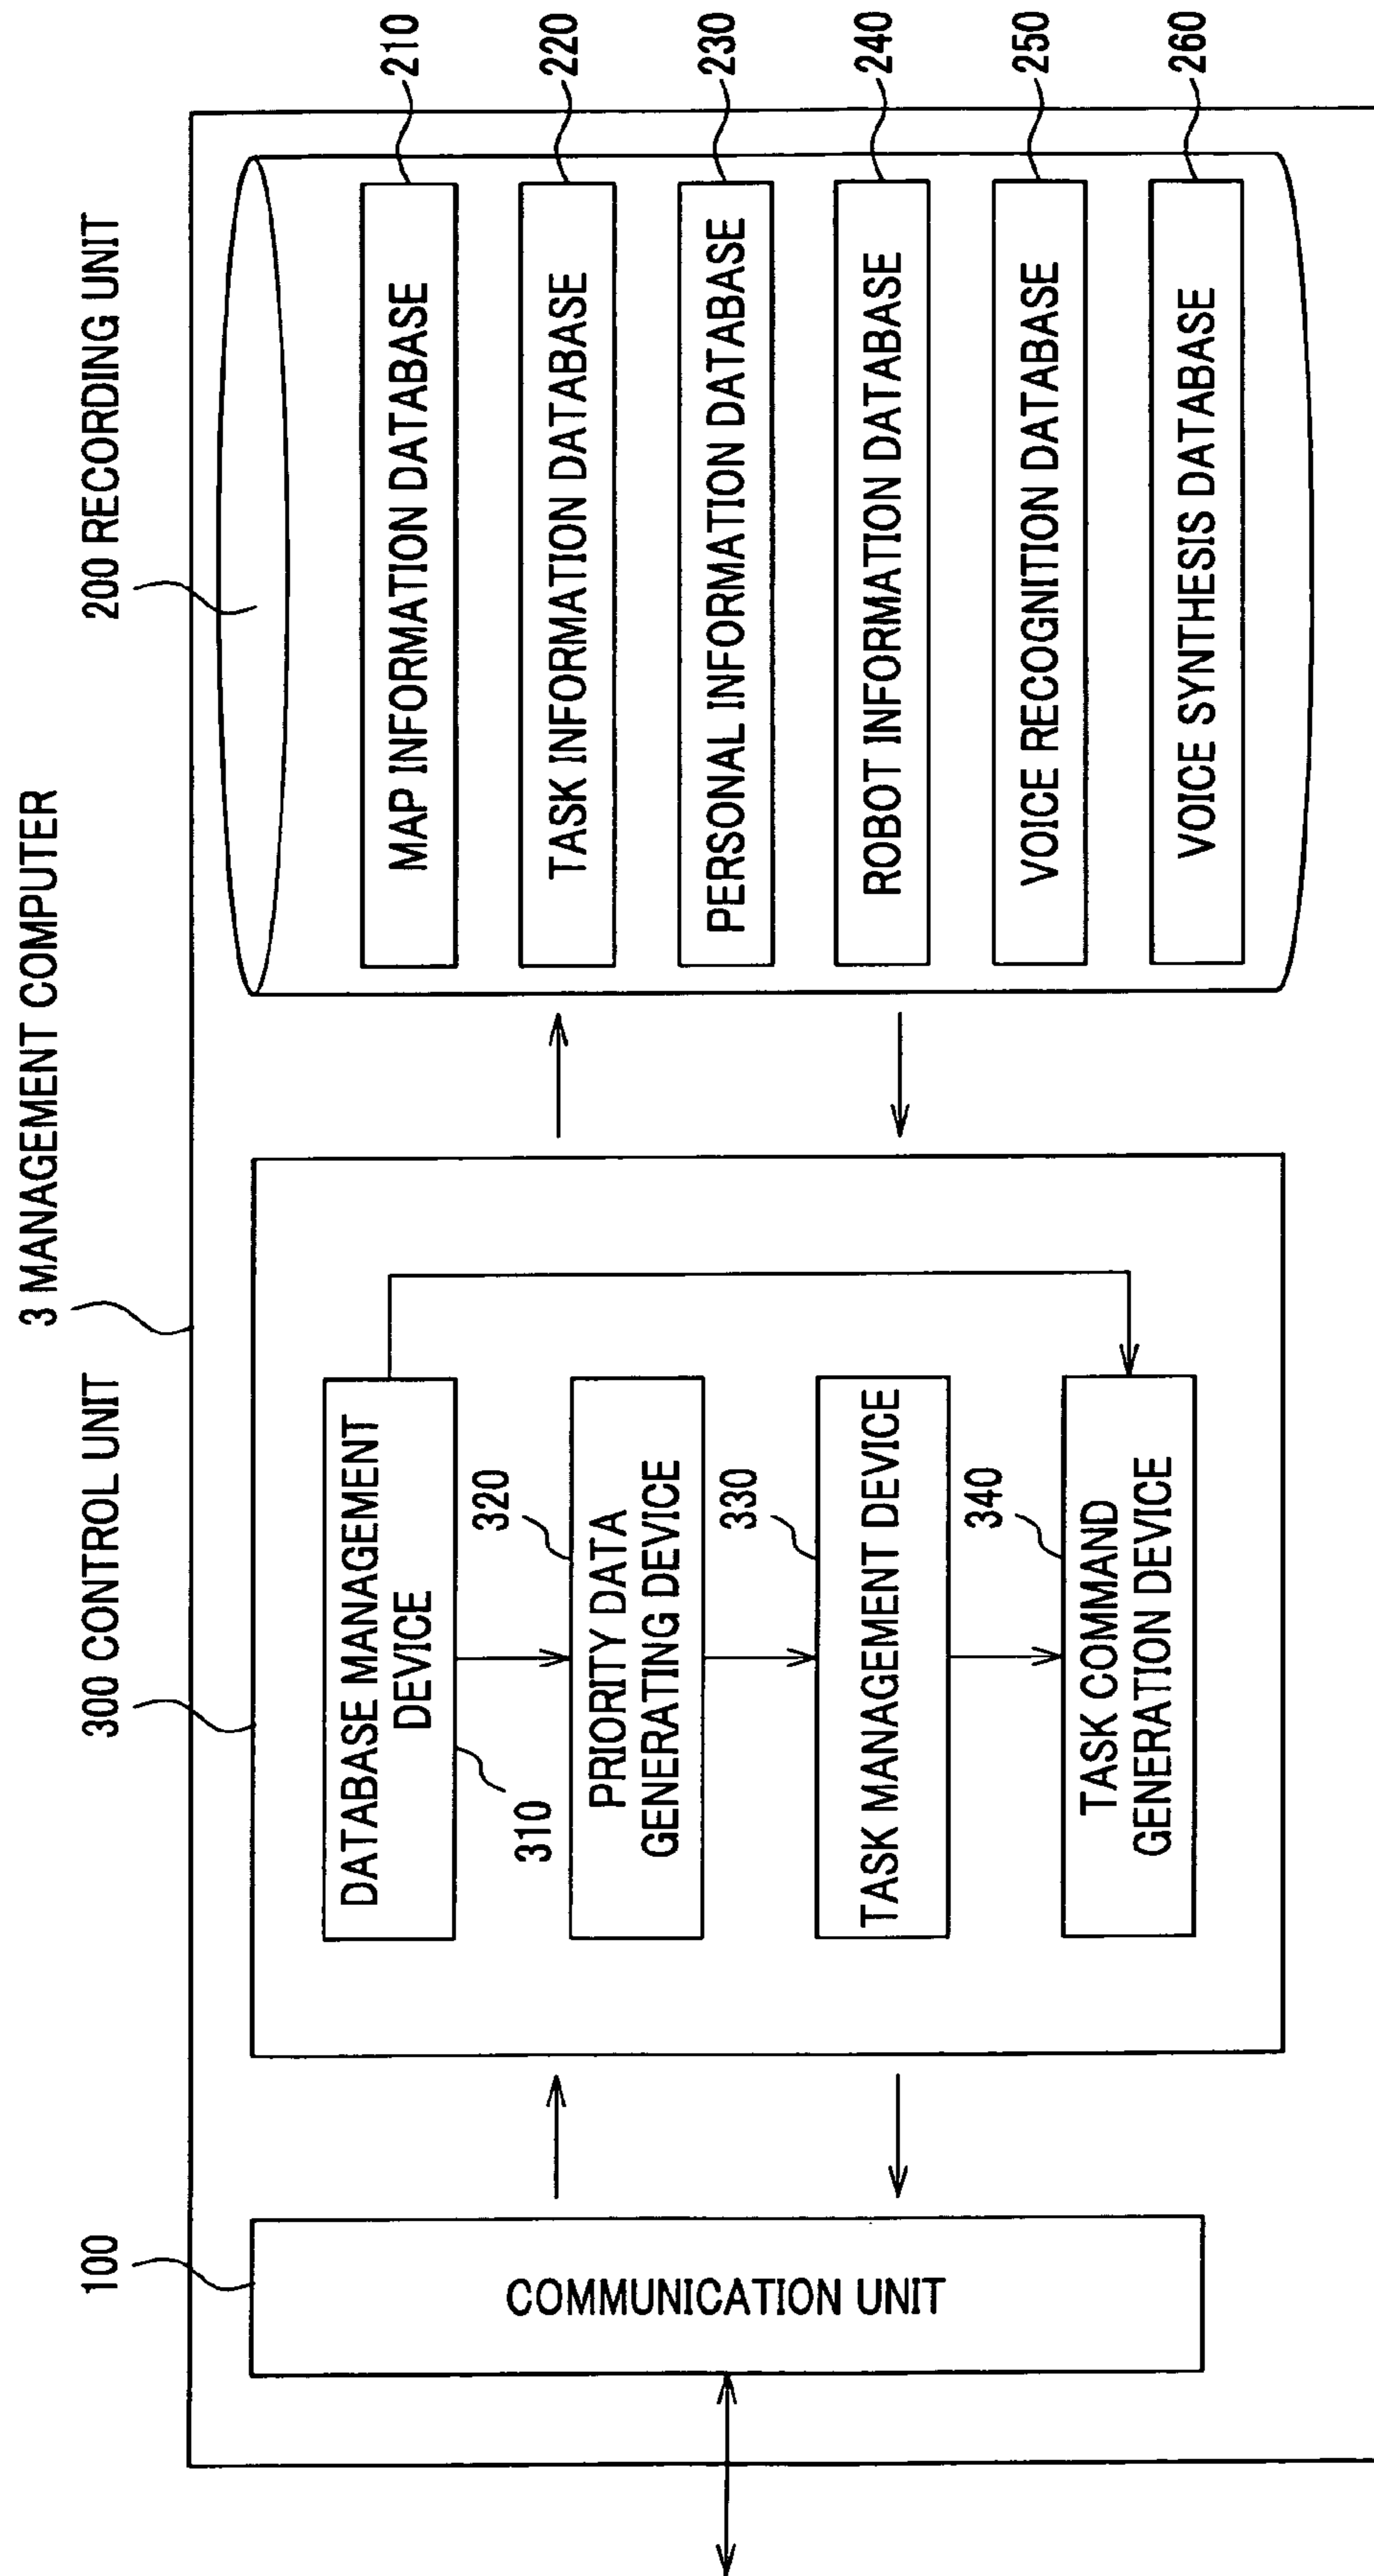 3 MANAGEMENT COMPUTER
100
COMMUNICATION UNIT
300 CONTROL UNIT
DATABASE MANAGEMENT
DEVICE
310
320
PRIORITY DATA
GENERATING DEVICE
330
TASK MANAGEMENT DEVICE
340
TASK COMMAND
GENERATION DEVICE
200 RECORDING UNIT
MAP INFORMATION DATABASE
210
TASK INFORMATION DATABASE
220
PERSONAL INFORMATION DATABASE
230
ROBOT INFORMATION DATABASE
240
VOICE RECOGNITION DATABASE
250
VOICE SYNTHESIS DATABASE
260